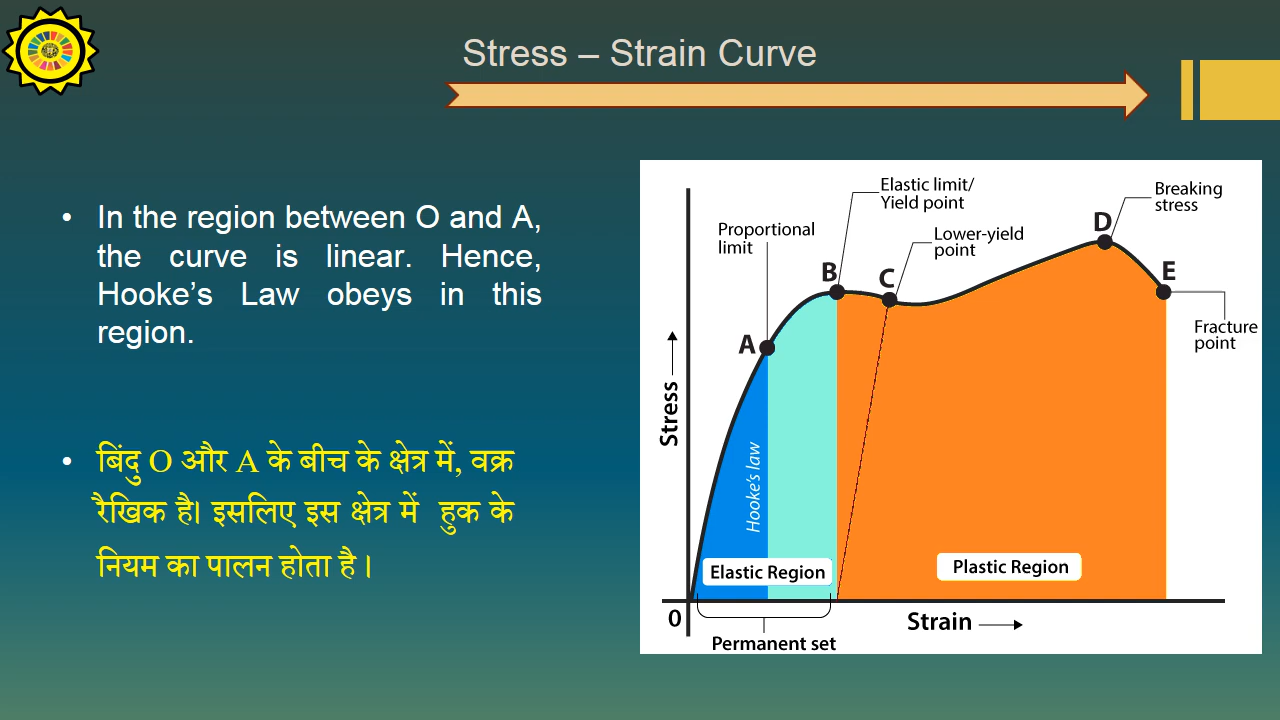 Stress – Strain Curve
• In the region between O and A,
the curve is linear. Hence,
Hooke’s Law obeys in this
region.
• बिंदु O और A के बीच के क्षेत्र में, वक्र
रैखिक है। इसलिए इस क्षेत्र में हुक के
नियम का पालन होता है।
Elastic limit/
Yield point
Breaking
stress
Proportional
limit
Lower-yield
point
A
B
C
D
E
Fracture
point
Stress
Hooke's law
Elastic Region
Plastic Region
O
Strain
Permanent set